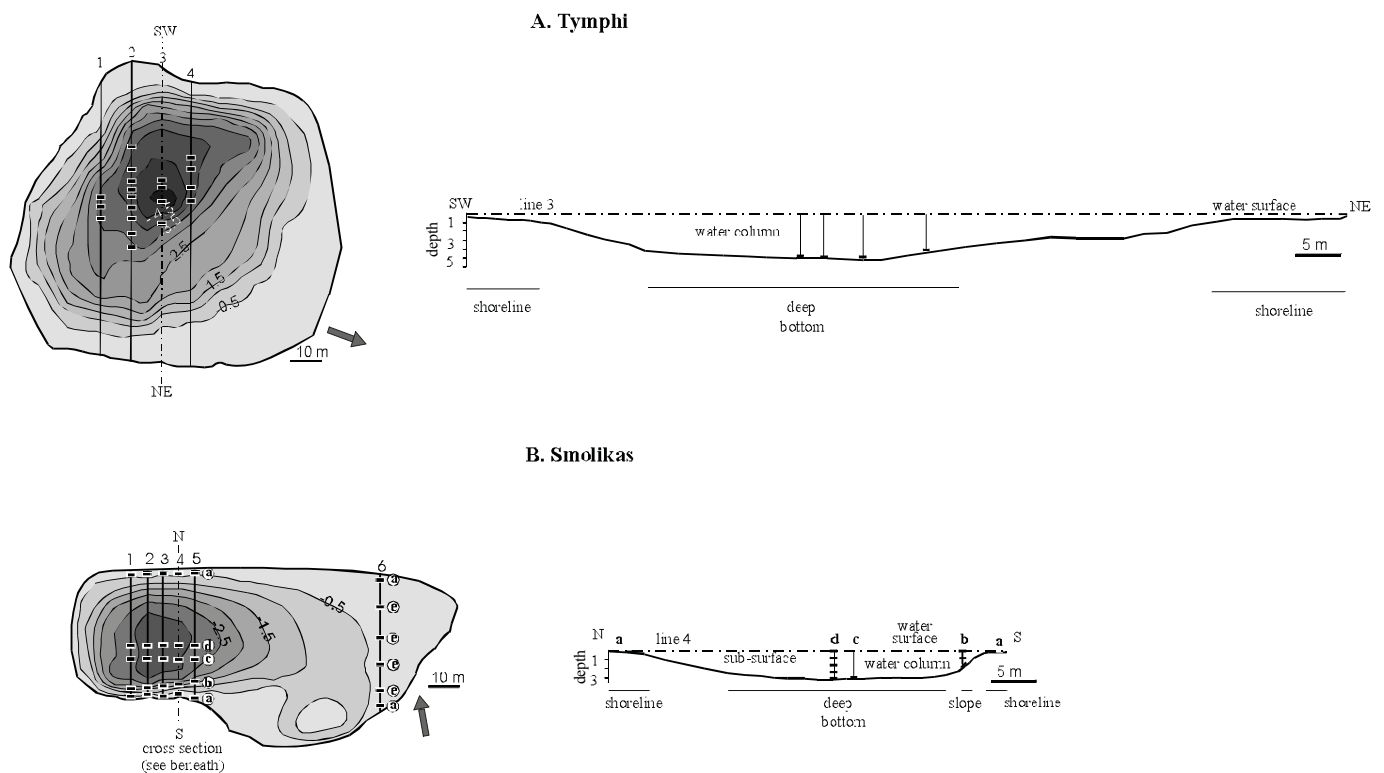 A. Tymphi
SW
1 2 3 4
2.5
1.5
0.5
10 m
NE
SW line 3 water surface NE
depth
1
3
5
water column
5 m
shoreline
deep
bottom
shoreline
B. Smolikas
N
1 2 3 4 5 a
6
a
-0.5
-1.5
-2.5
e
e
d
c
e
b
e
a
a
10 m
S
cross section
(see beneath)
N a line 4 d c water
surface b a S
depth
1
3
sub-surface
water column
5 m
shoreline
deep
bottom
slope
shoreline